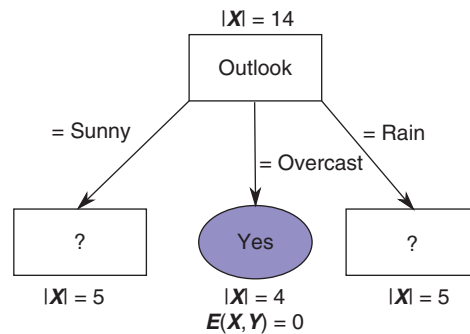 |X| = 14
Outlook
= Sunny
= Overcast
= Rain
?
Yes
?
|X| = 5
|X| = 4
|X| = 5
E(X,Y) = 0